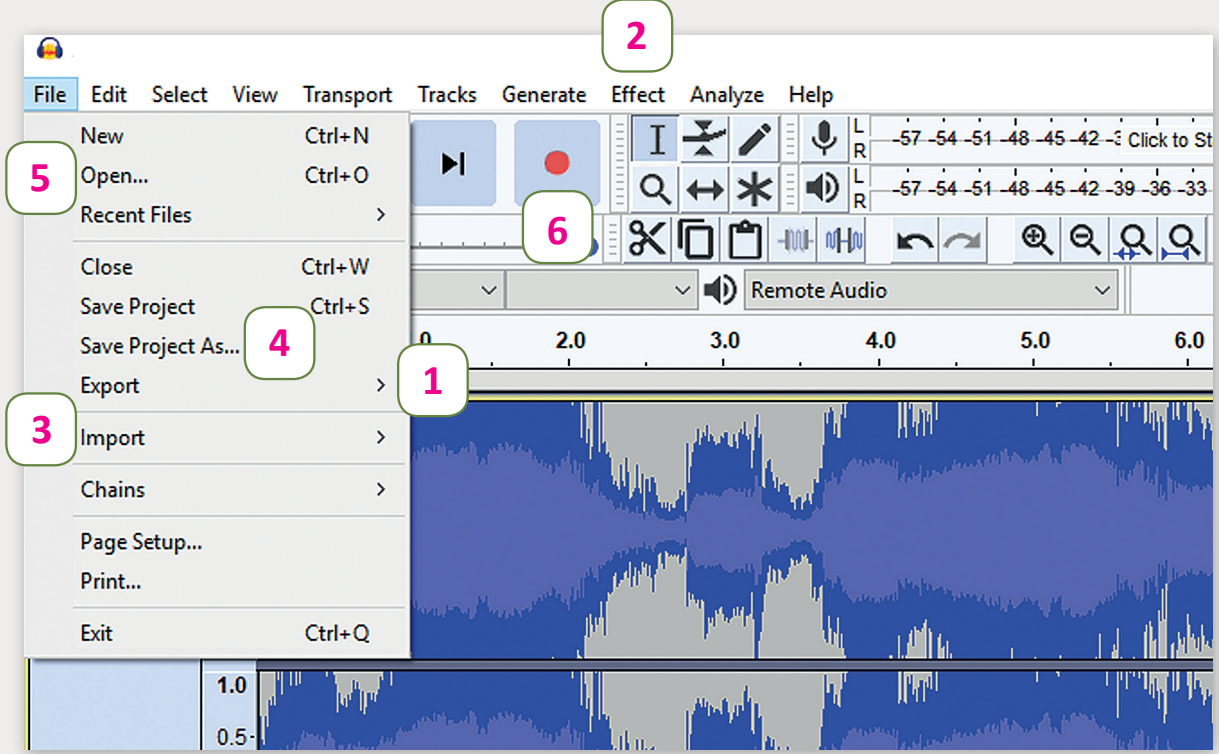 2
File Edit Select View Transport Tracks Generate Effect Analyze Help
New Ctrl+N
5
Open... Ctrl+O
Recent Files >
Close Ctrl+W
Save Project Ctrl+S
Save Project As... 4
Export > 1
3
Import >
Chains >
Page Setup...
Print...
Exit Ctrl+Q
L
R
-57 -54 -51 -48 -45 -42 Click to St
L
R
-57 -54 -51 -48 -45 -42 -39 -36 -33
6
Remote Audio
0 2.0 3.0 4.0 5.0 6.0
1.0
0.5-